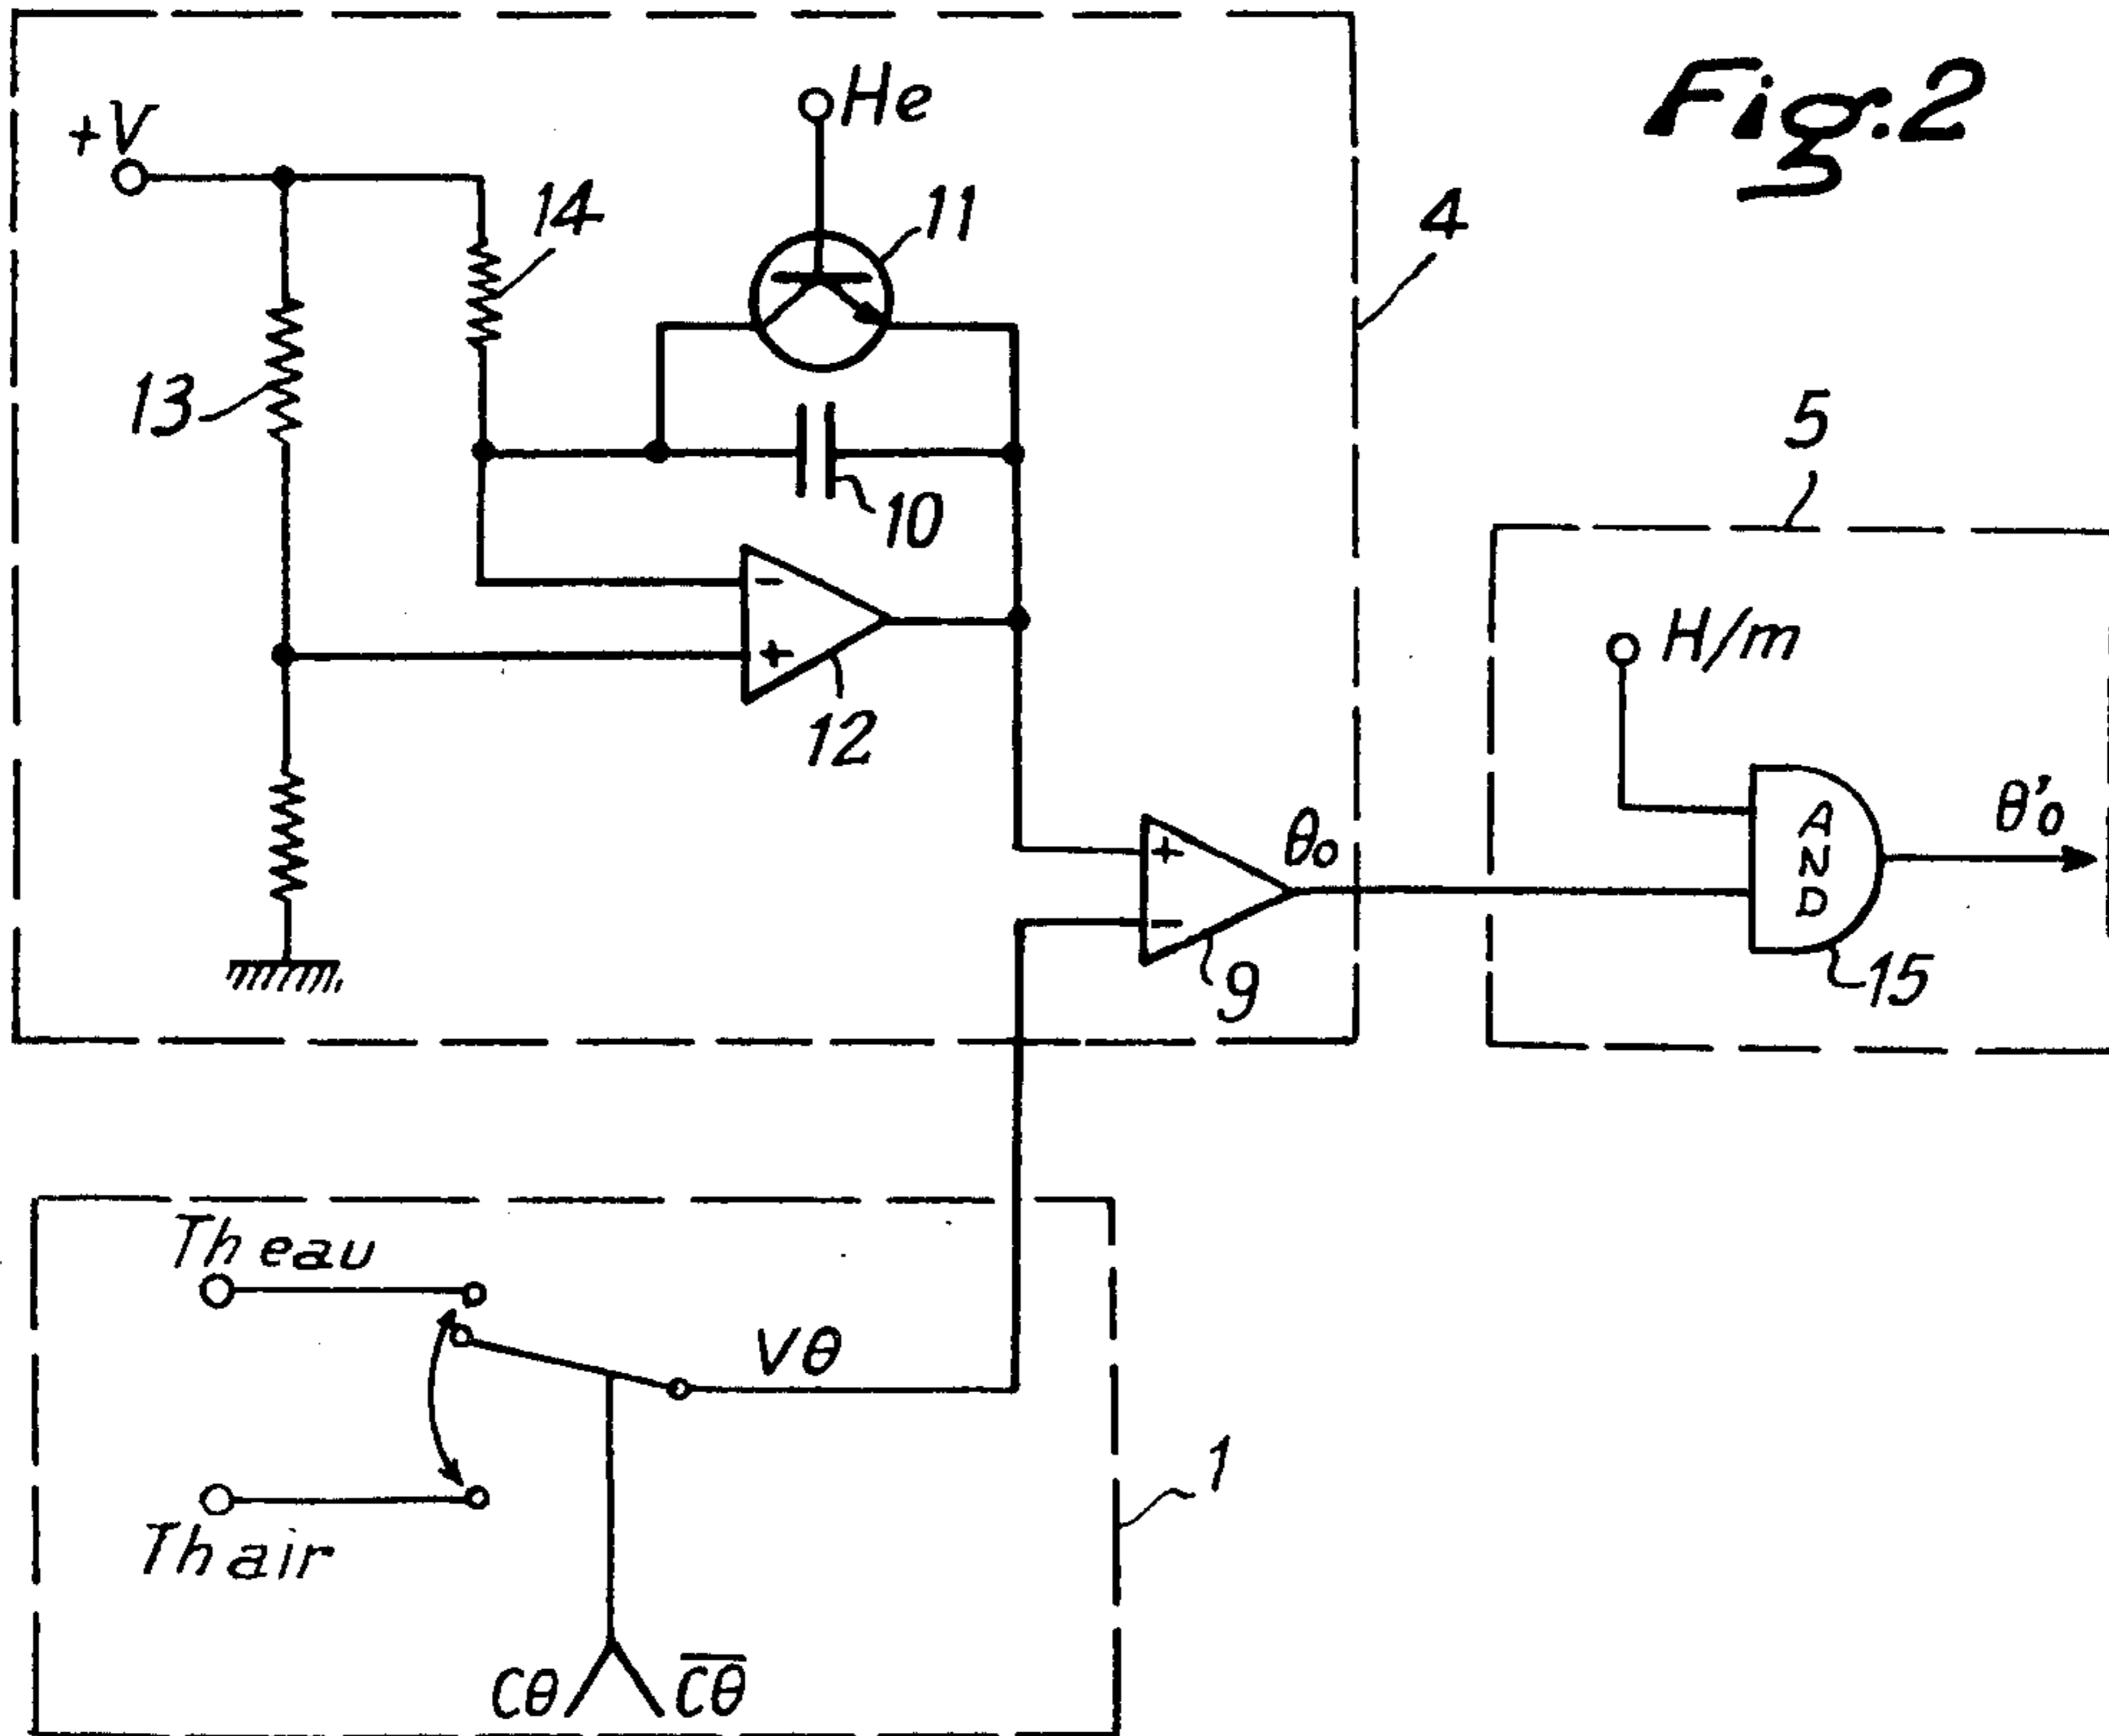 Fig.2
He
+V
14
11
4
13
10
5
-
+
12
H/m
+
-
θo
9
AND
θ'o
15
Th eau
Vθ
Th air
1
Cθ
C̅θ̅